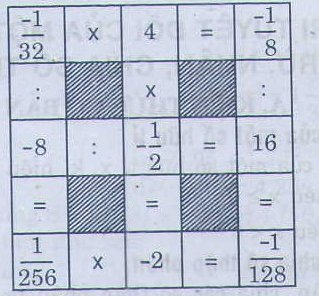 -1/32 x 4 = -1/8
: x :
-8 : -1/2 = 16
= = =
1/256 x -2 = -1/128